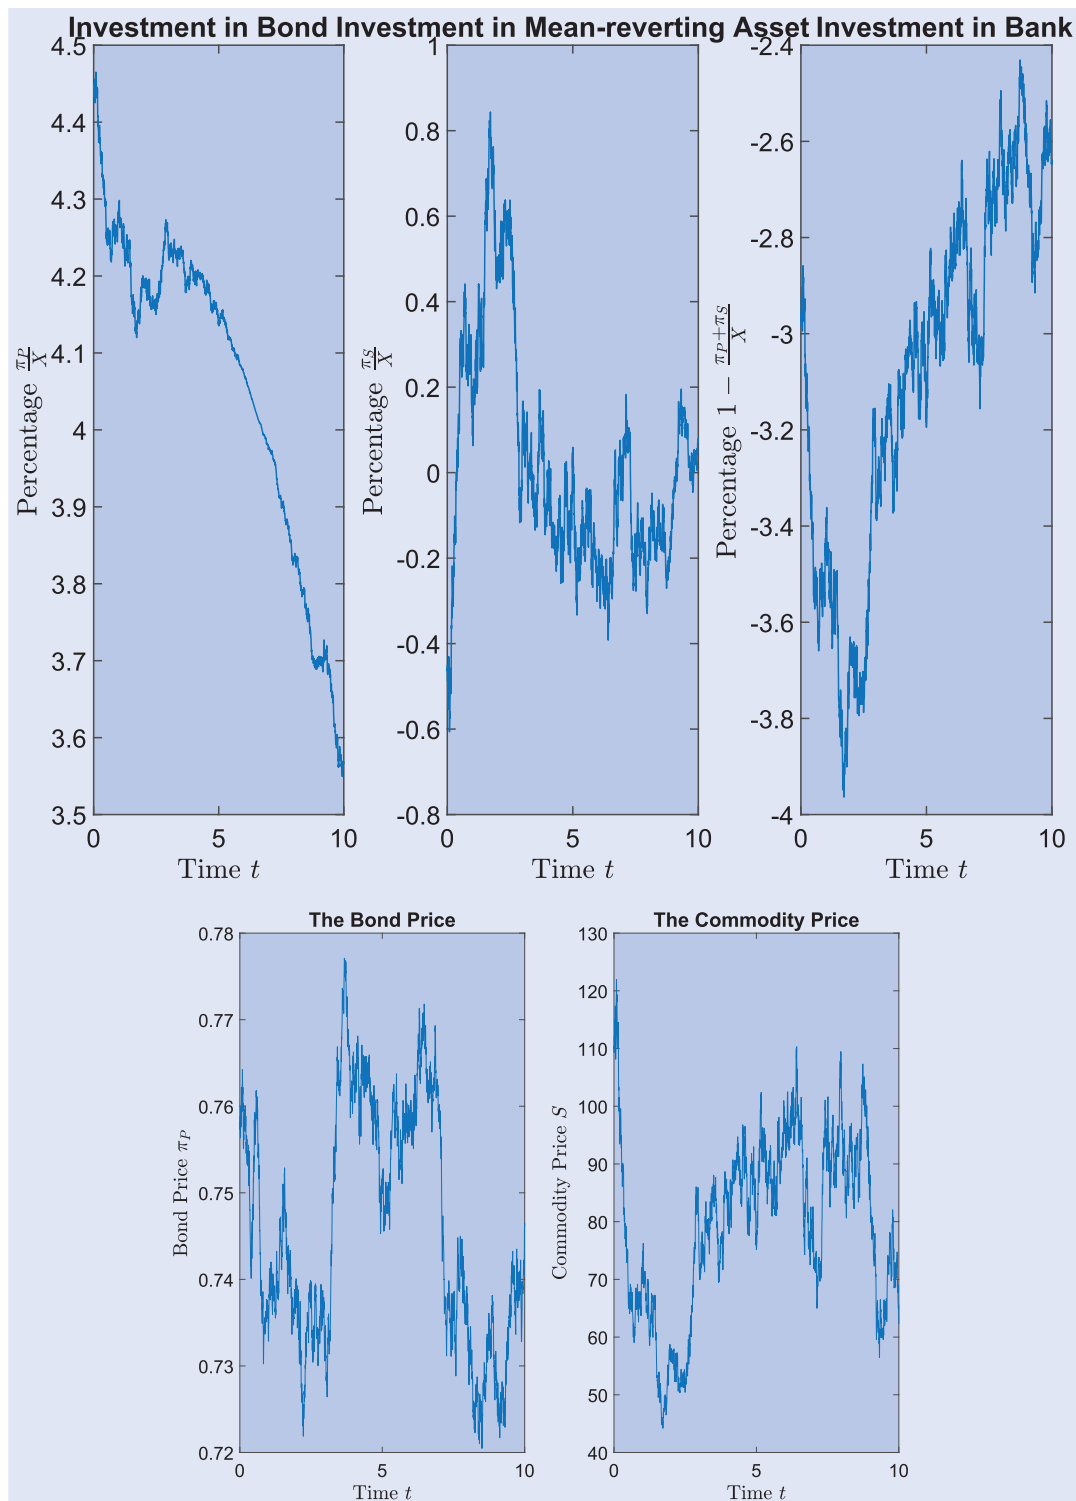 Investment in Bond Investment in Mean-reverting Asset Investment in Bank
4.5
4.4
4.3
4.2
4.1
4
3.9
3.8
3.7
3.6
3.5
0 5 10
Time t
Percentage π_P/X
1
0.8
0.6
0.4
0.2
0
-0.2
-0.4
-0.6
-0.8
0 5 10
Time t
Percentage π_S/X
-2.4
-2.6
-2.8
-3
-3.2
-3.4
-3.6
-3.8
-4
0 5 10
Time t
Percentage 1 − π_P+π_S/X
The Bond Price
0.78
0.77
0.76
0.75
0.74
0.73
0.72
0 5 10
Time t
Bond Price π_P
The Commodity Price
130
120
110
100
90
80
70
60
50
40
0 5 10
Time t
Commodity Price S